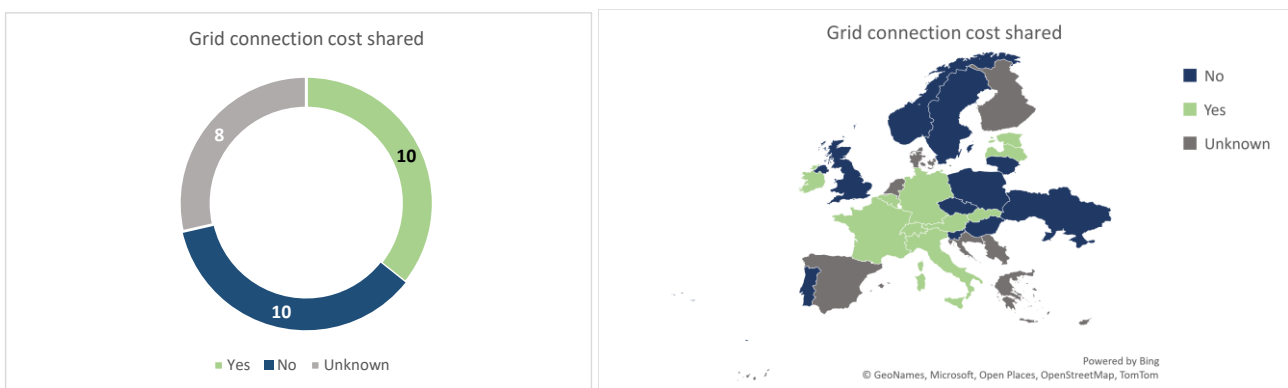 Grid connection cost shared
8
10
10
Yes No Unknown
Grid connection cost shared
No
Yes
Unknown
Powered by Bing
© GeoNames, Microsoft, Open Places, OpenStreetMap, TomTom